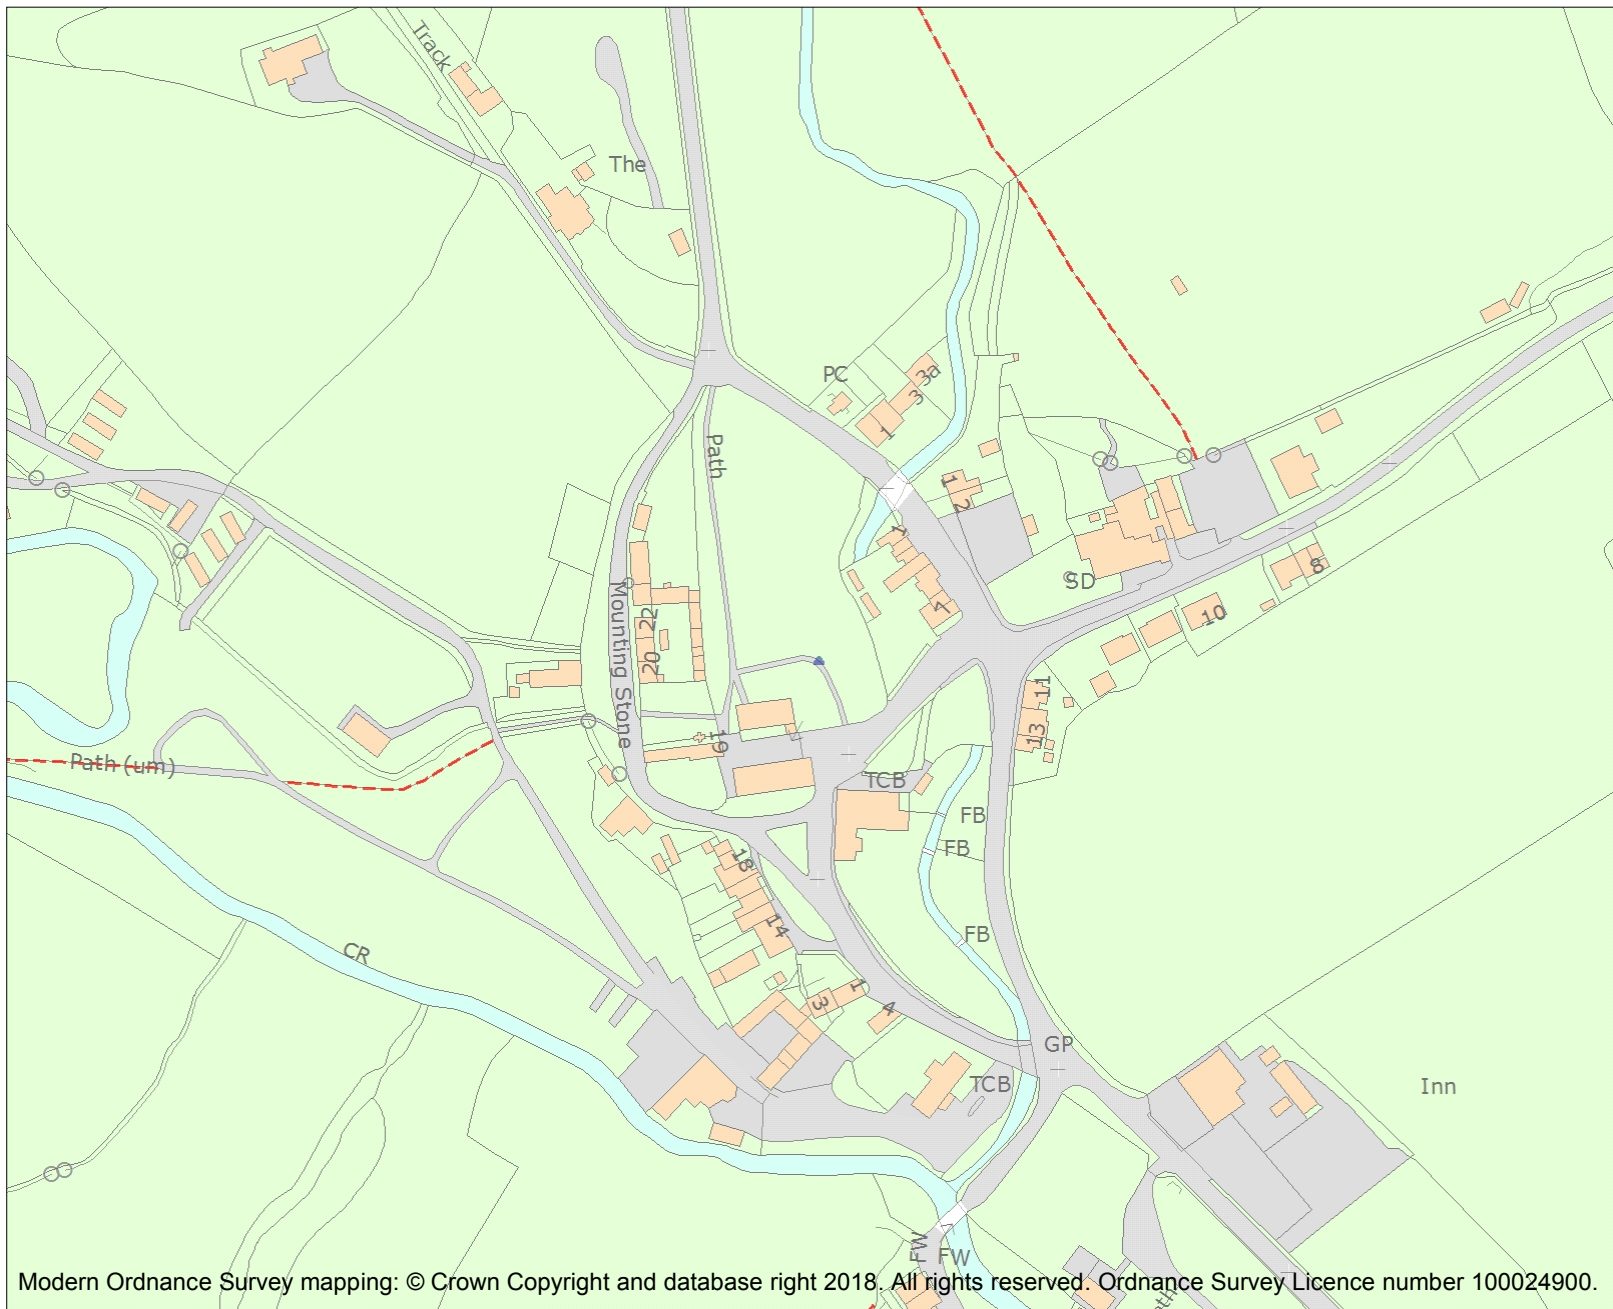 Track
The
PC
3a
3
1
Path
1
2
1
7
SD
8
10
Mounting Stone
22
20
11
13
19
Path (um)
TCB
FB
FB
FB
18
14
CR
1
3
4
GP
TCB
Inn
FW
FW
Modern Ordnance Survey mapping: © Crown Copyright and database right 2018. All rights reserved. Ordnance Survey Licence number 100024900.